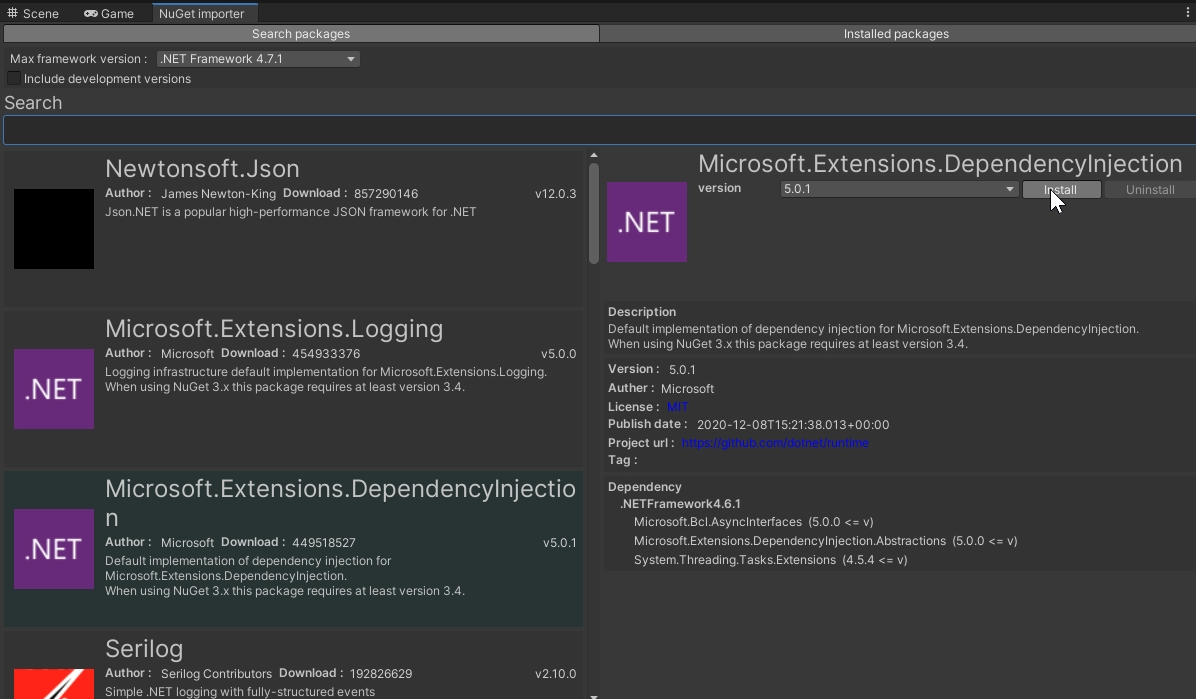 Scene Game NuGet importer
Search packages Installed packages
Max framework version : .NET Framework 4.7.1
Include development versions
Search
Newtonsoft.Json
Author : James Newton-King Download : 857290146 v12.0.3
Json.NET is a popular high-performance JSON framework for .NET
.NET
Microsoft.Extensions.Logging
Author : Microsoft Download : 454933376 v5.0.0
Logging infrastructure default implementation for Microsoft.Extensions.Logging.
When using NuGet 3.x this package requires at least version 3.4.
.NET
Microsoft.Extensions.DependencyInjectio
n
Author : Microsoft Download : 449518527 v5.0.1
Default implementation of dependency injection for
Microsoft.Extensions.DependencyInjection.
When using NuGet 3.x this package requires at least version 3.4.
Serilog
Author : Serilog Contributors Download : 192826629 v2.10.0
Simple .NET logging with fully-structured events
.NET
Microsoft.Extensions.DependencyInjection
version 5.0.1 Install Uninstall
Description
Default implementation of dependency injection for Microsoft.Extensions.DependencyInjection.
When using NuGet 3.x this package requires at least version 3.4.
Version : 5.0.1
Auther : Microsoft
License : MIT
Publish date : 2020-12-08T15:21:38.013+00:00
Project url : https://github.com/dotnet/runtime
Tag :
Dependency
.NETFramework4.6.1
Microsoft.Bcl.AsyncInterfaces (5.0.0 <= v)
Microsoft.Extensions.DependencyInjection.Abstractions (5.0.0 <= v)
System.Threading.Tasks.Extensions (4.5.4 <= v)